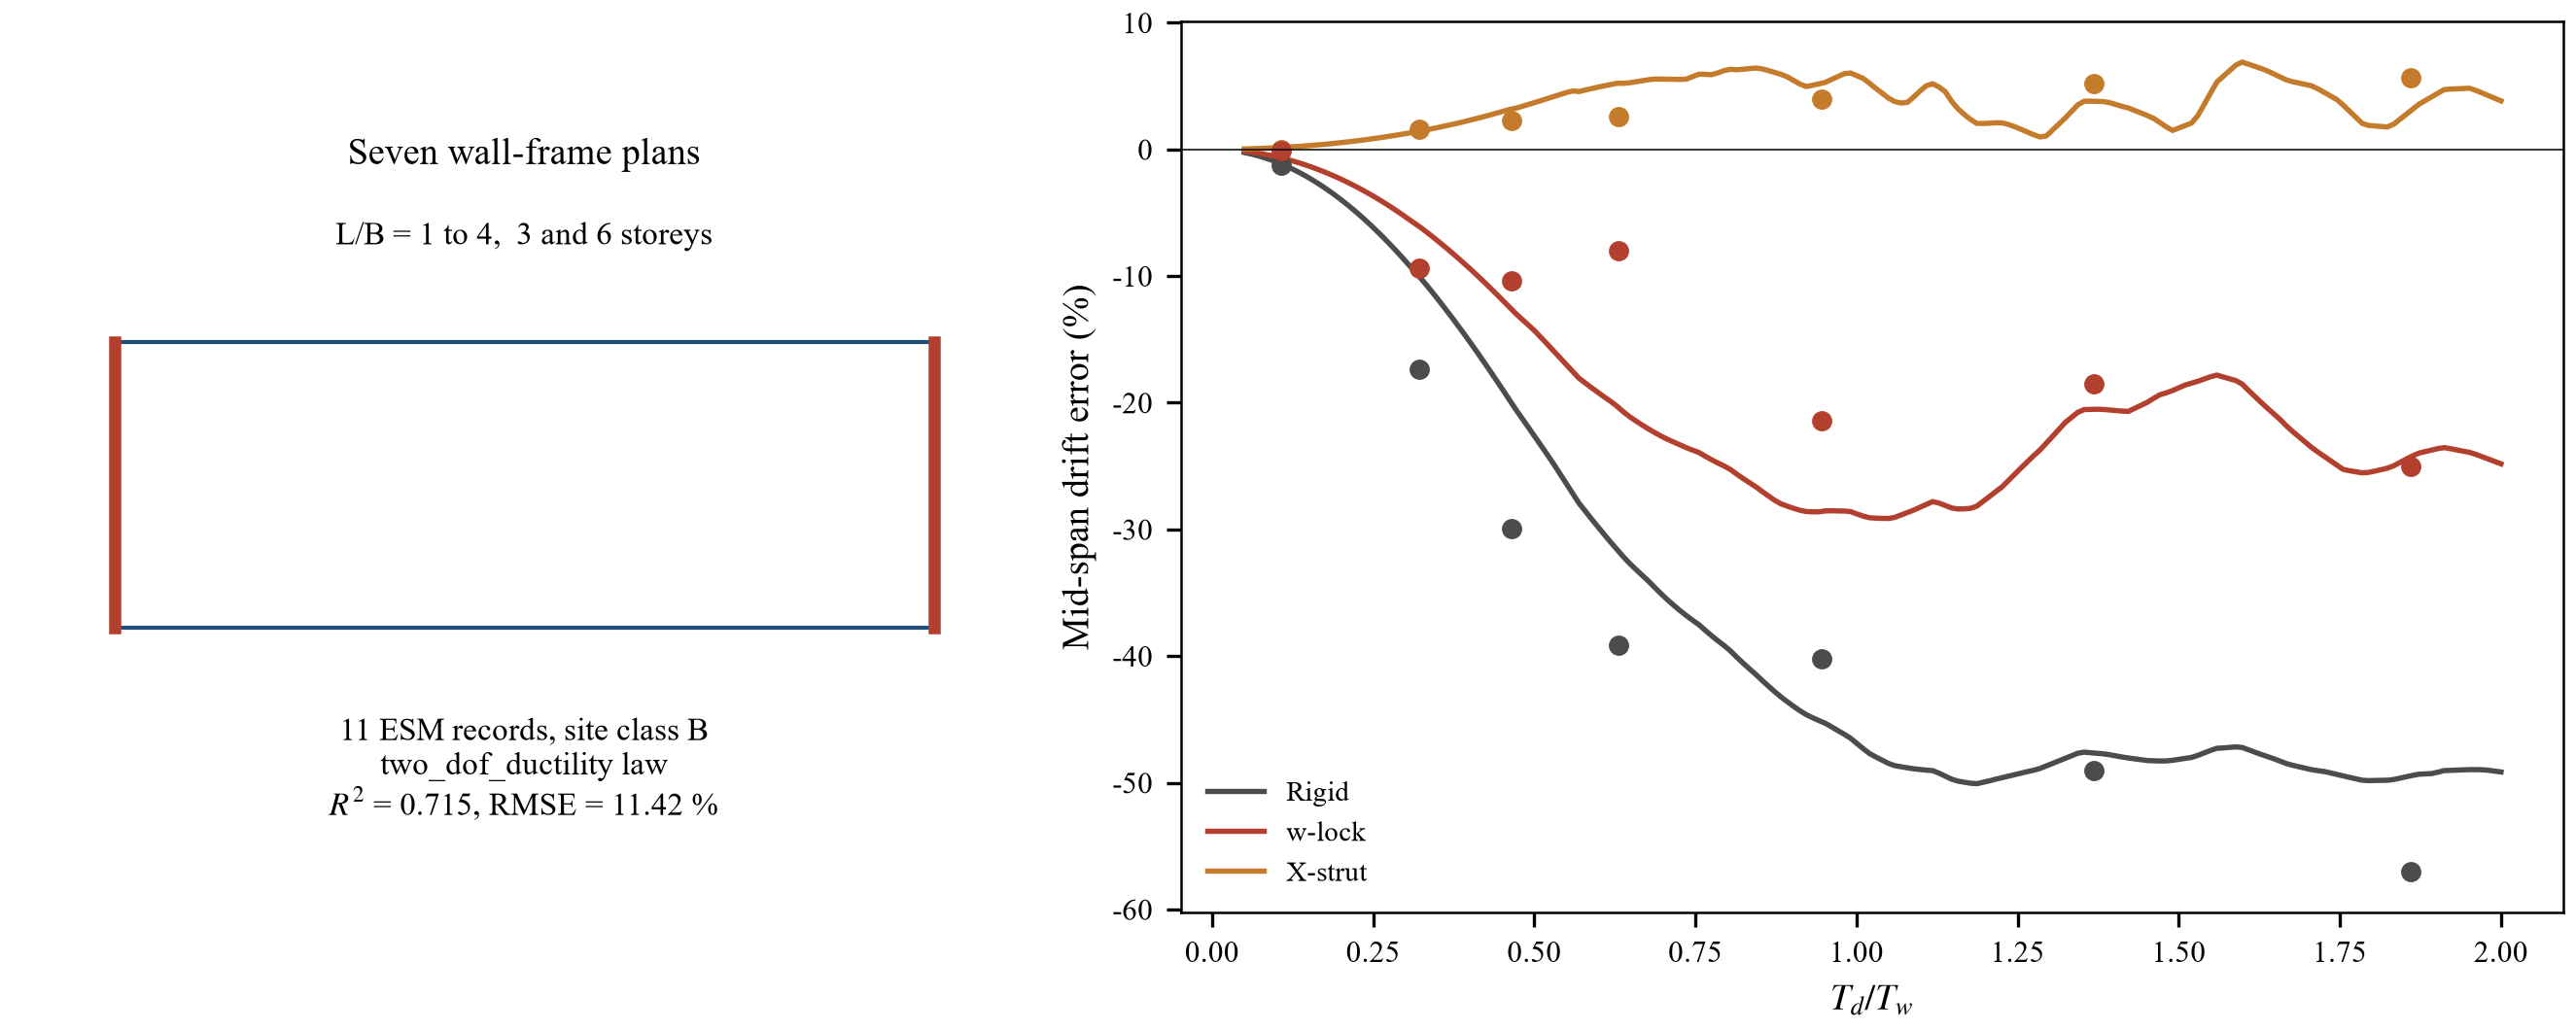 Seven wall-frame plans
L/B = 1 to 4, 3 and 6 storeys
11 ESM records, site class B
two_dof_ductility law
R² = 0.715, RMSE = 11.42 %
Mid-span drift error (%)
10
0
-10
-20
-30
-40
-50
-60
Rigid
w-lock
X-strut
0.00 0.25 0.50 0.75 1.00 1.25 1.50 1.75 2.00
T_d/T_w